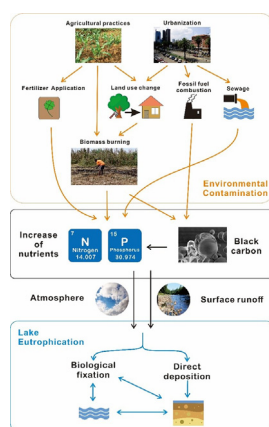 Agricultural practices
Urbanization
Fertilizer Application
Land use change
Fossil fuel
combustion
Sewage
Biomass burning
Environmental
Contamination
Increase of
nutrients
7
N
Nitrogen
14.007
15
P
Phosphorus
30.974
Black
carbon
Atmosphere
Surface runoff
Lake
Eutrophication
Biological
fixation
Direct
deposition